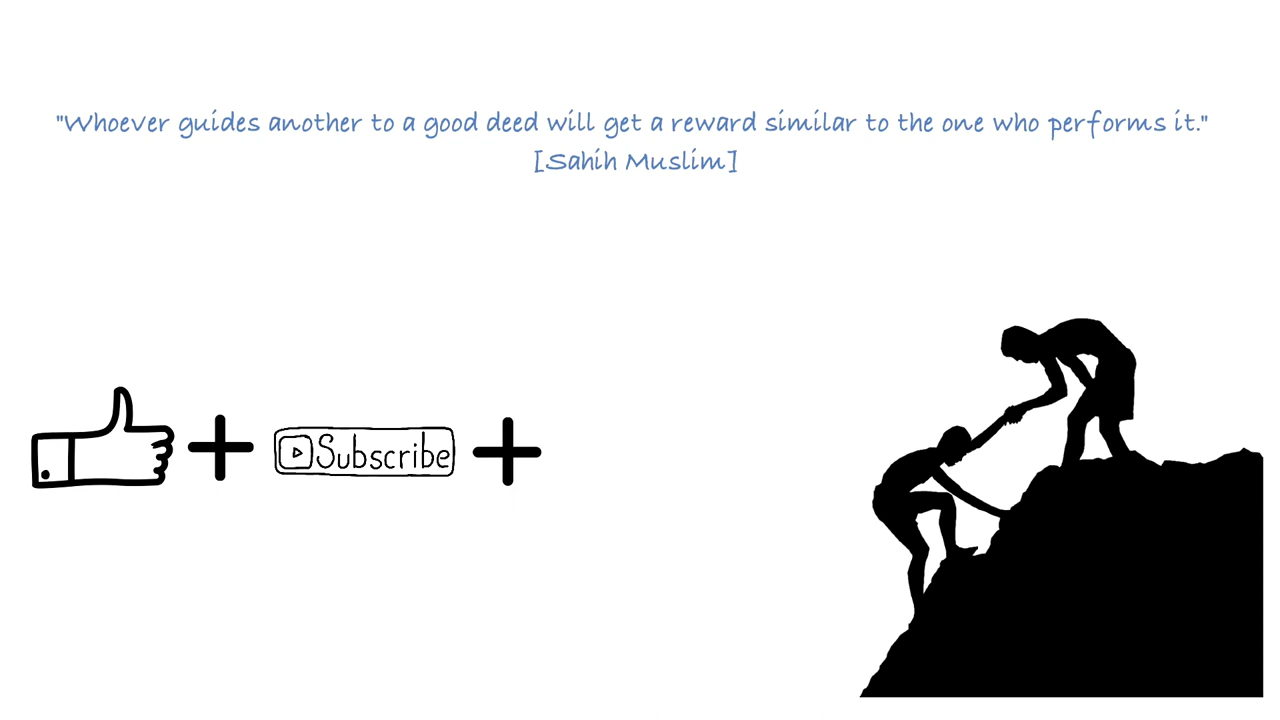 "Whoever guides another to a good deed will get a reward similar to the one who performs it."
[Sahih Muslim]
Subscribe